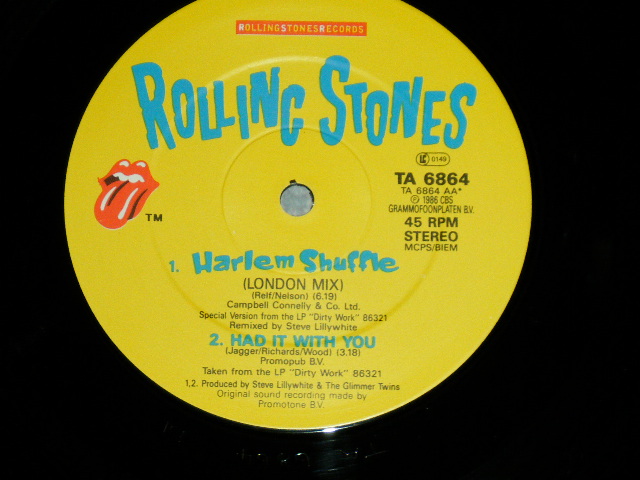 ROLLINGSTONESRECORDS
ROLLING STONES
0149
TA 6864
TA 6864 AA*
℗ 1986 CBS
GRAMMOFOONPLATEN B.V.
45 RPM
STEREO
MCPS/BIEM
TM
1. Harlem Shuffle
(LONDON MIX)
(Relf/Nelson) (6.19)
Campbell Connelly & Co. Ltd.
Special Version from the LP "Dirty Work" 86321
Remixed by Steve Lillywhite
2. HAD IT WITH YOU
(Jagger/Richards/Wood) (3.18)
Promopub B.V.
Taken from the LP "Dirty Work" 86321
1,2. Produced by Steve Lillywhite & The Glimmer Twins
Original sound recording made by
Promotone B.V.